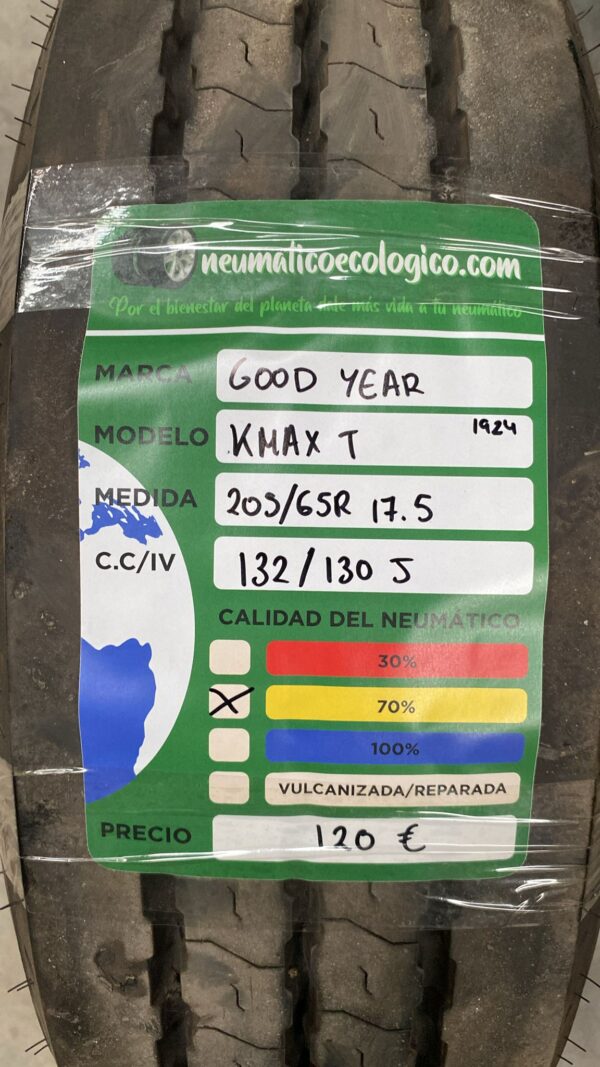 neumaticoecologico.com
Por el bienestar del planeta dale más vida a tu neumático
MARCA GOOD YEAR
MODELO KMAX T 1924
MEDIDA 205/65R 17.5
C.C/IV 132/130 J
CALIDAD DEL NEUMÁTICO
30%
X 70%
100%
VULCANIZADA/REPARADA
PRECIO 120 €